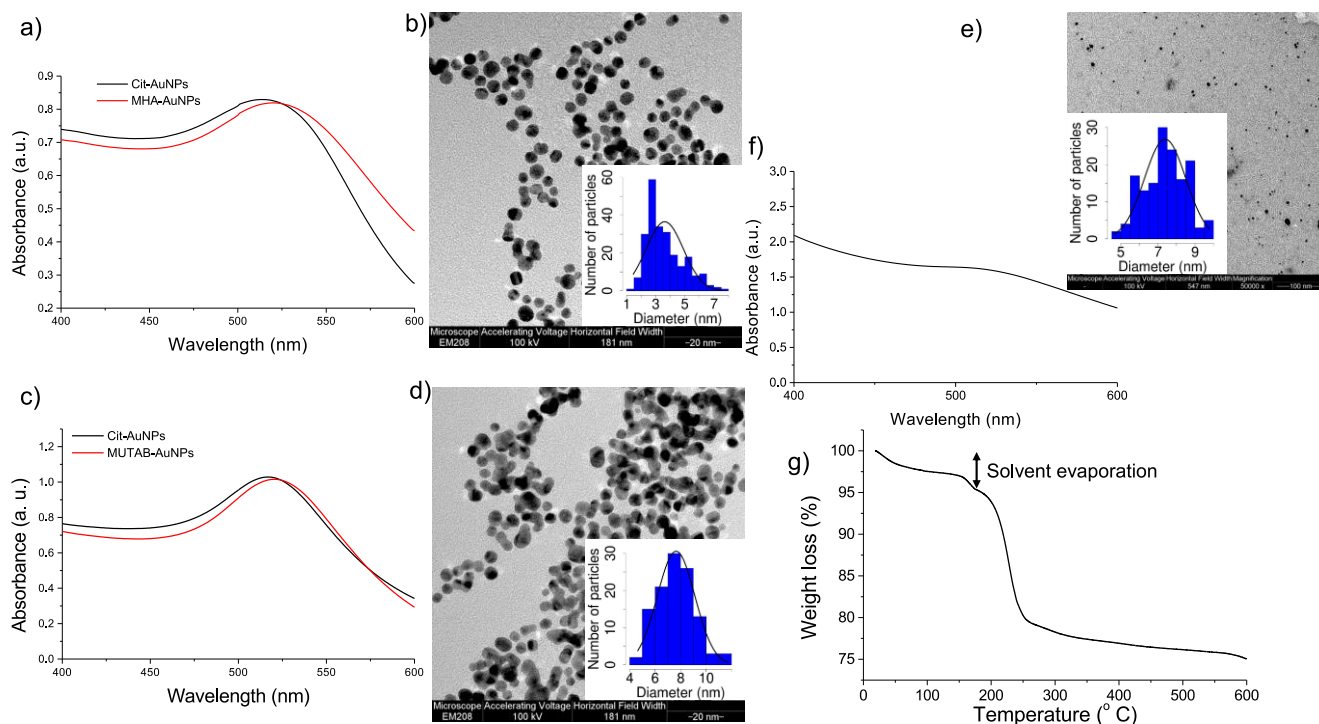 a)
0.9
0.8
0.7
0.6
0.5
0.4
0.3
0.2
400
450
500
550
600
Absorbance (a.u.)
Wavelength (nm)
Cit-AuNPs
MHA-AuNPs
b)
Number of particles
60
40
20
0
1
3
5
7
Diameter (nm)
Microscope Accelerating Voltage Horizontal Field Width
EM208 100 kV 181 nm —20 nm—
c)
1.2
1.0
0.8
0.6
0.4
0.2
0.0
400
450
500
550
600
Absorbance (a. u.)
Wavelength (nm)
Cit-AuNPs
MUTAB-AuNPs
d)
Number of particles
30
20
10
0
4
6
8
10
Diameter (nm)
Microscope Accelerating Voltage Horizontal Field Width
EM208 100 kV 181 nm —20 nm—
e)
Number of particles
30
20
10
0
5
7
9
Diameter (nm)
Microscope Accelerating Voltage Horizontal Field Width Magnification
100 kV 547 nm 50000 x —100 nm—
f)
3.0
2.5
2.0
1.5
1.0
0.5
0.0
400
500
600
Absorbance (a.u.)
Wavelength (nm)
g)
100
95
90
85
80
75
0
100
200
300
400
500
600
Weight loss (%)
Temperature (° C)
Solvent evaporation